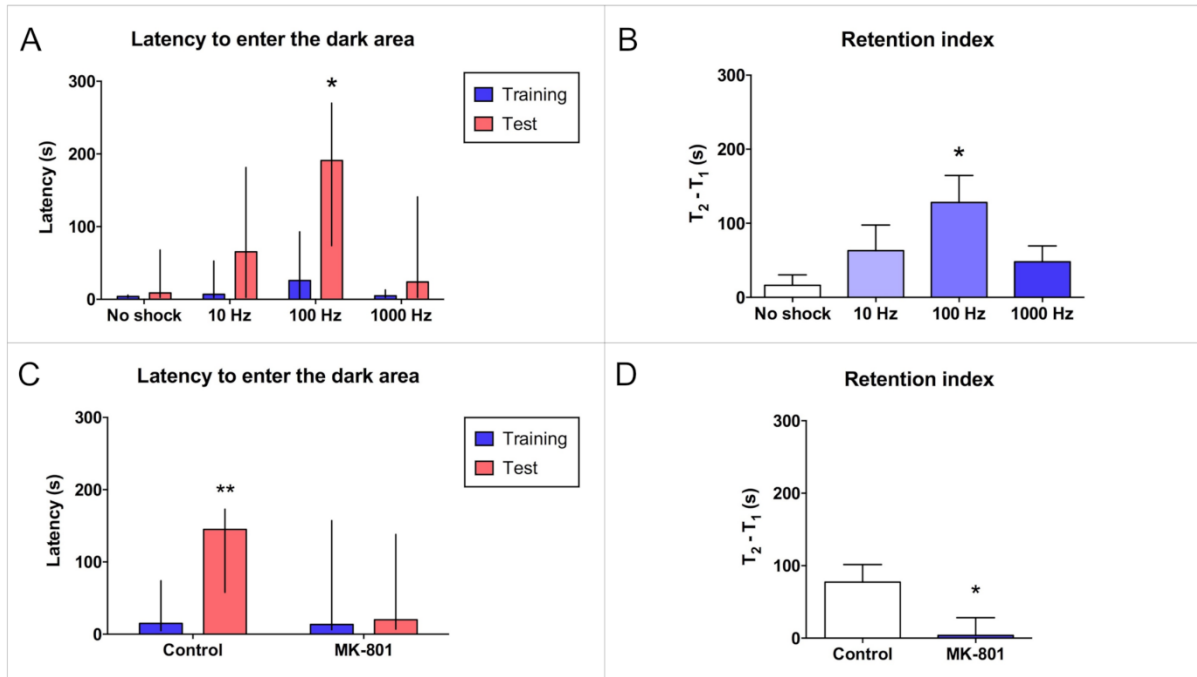 A
Latency to enter the dark area
Latency (s)
300
200
100
0
*
No shock 10 Hz 100 Hz 1000 Hz
Training
Test
B
Retention index
T₂ - T₁ (s)
300
200
100
0
*
No shock 10 Hz 100 Hz 1000 Hz
C
Latency to enter the dark area
Latency (s)
300
200
100
0
**
Control MK-801
Training
Test
D
Retention index
T₂ - T₁ (s)
300
200
100
0
*
Control MK-801